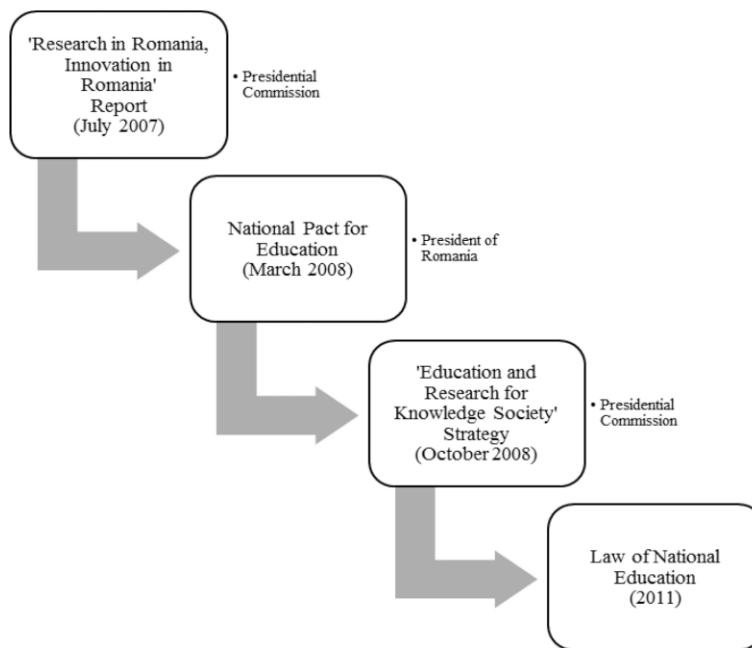 'Research in Romania,
Innovation in
Romania'
Report
(July 2007)
• Presidential
Commission
National Pact for
Education
(March 2008)
• President of
Romania
'Education and
Research for
Knowledge Society'
Strategy
(October 2008)
• Presidential
Commission
Law of National
Education
(2011)